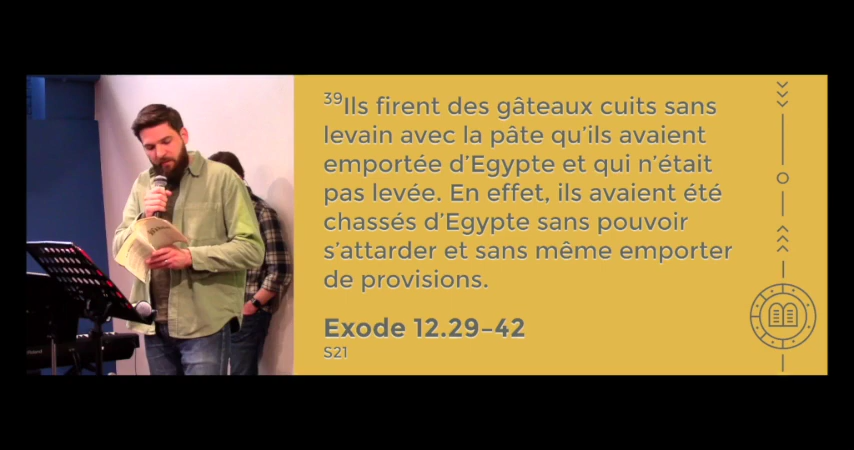 39Ils firent des gâteaux cuits sans
levain avec la pâte qu'ils avaient
emportée d'Egypte et qui n'était
pas levée. En effet, ils avaient été
chassés d'Egypte sans pouvoir
s'attarder et sans même emporter
de provisions.
Exode 12.29–42
S21